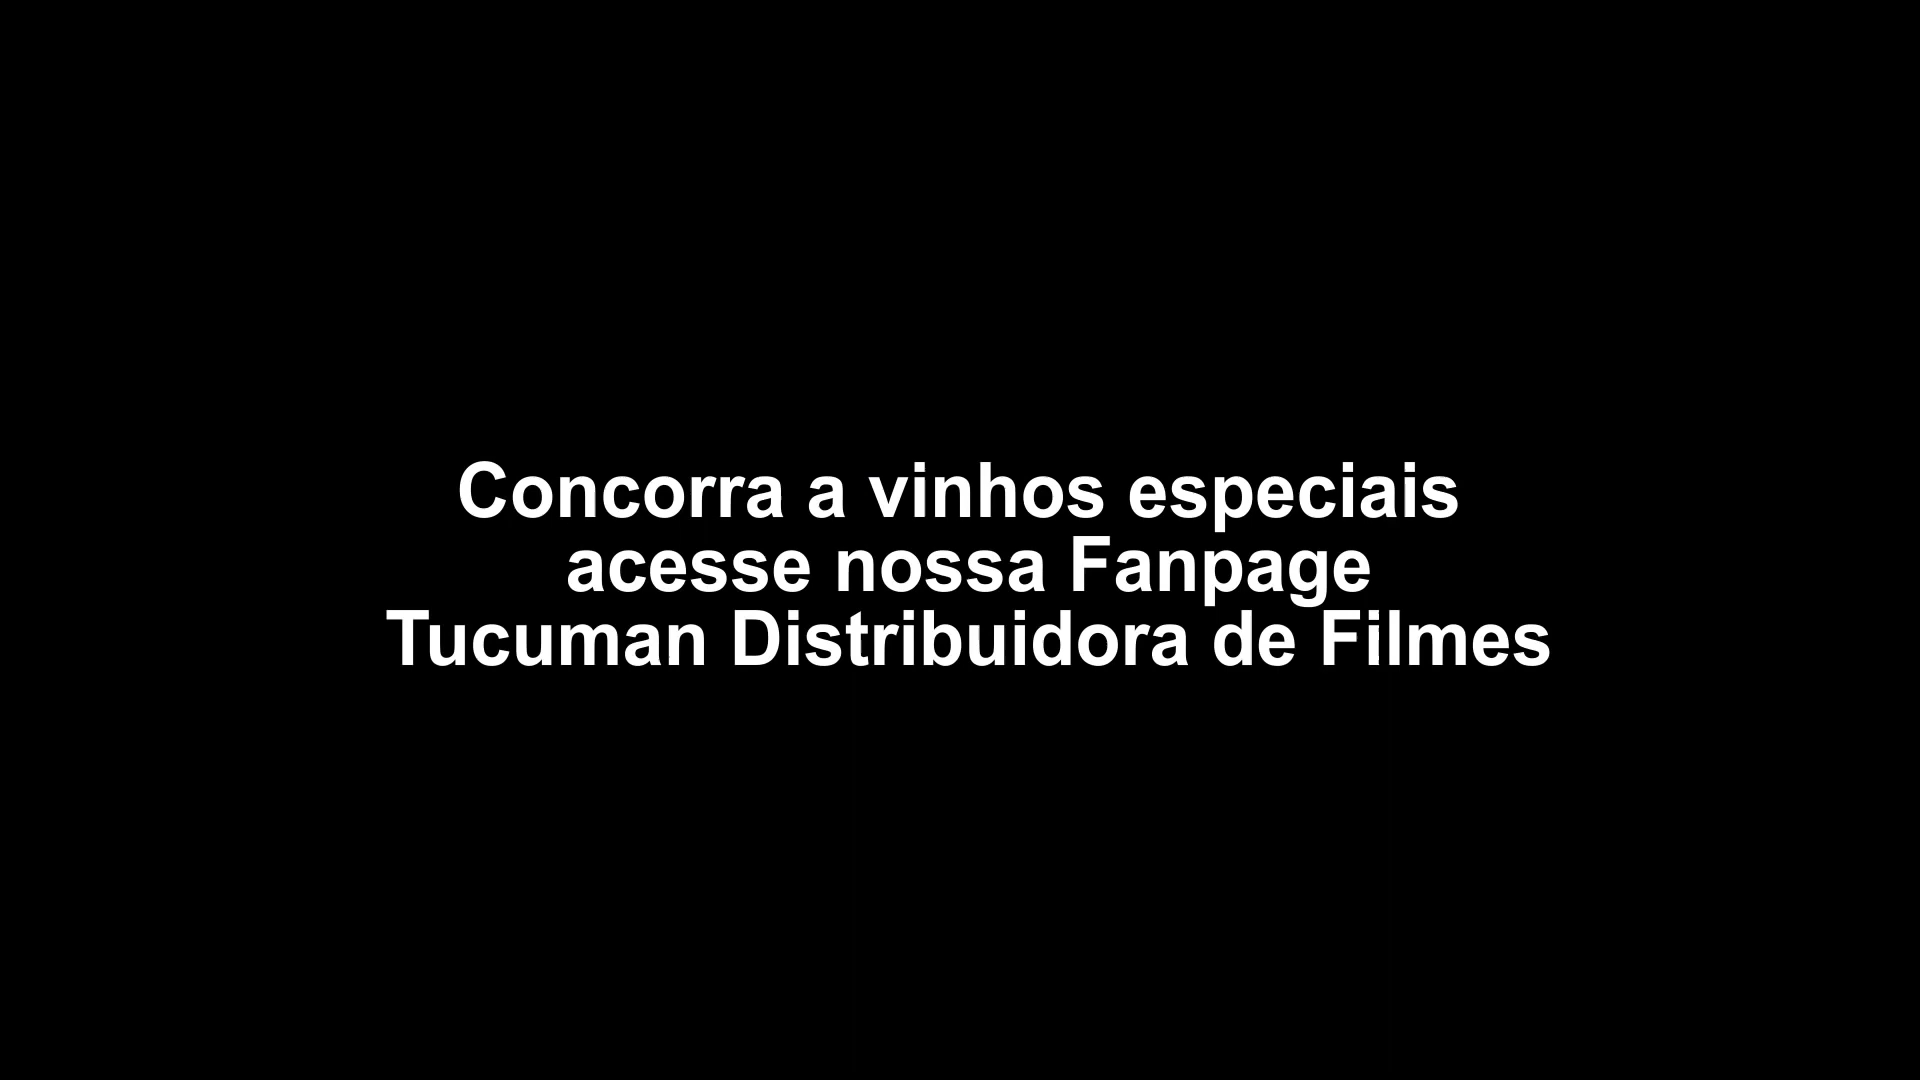 Concorra a vinhos especiais
acesse nossa Fanpage
Tucuman Distribuidora de Filmes